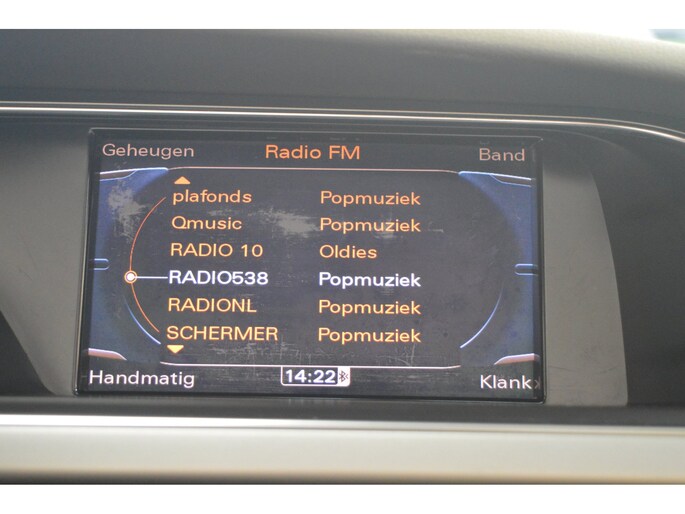 Geheugen Radio FM Band
plafonds Popmuziek
Qmusic Popmuziek
RADIO 10 Oldies
RADIO538 Popmuziek
RADIONL Popmuziek
SCHERMER Popmuziek
Handmatig 14:22 Klank